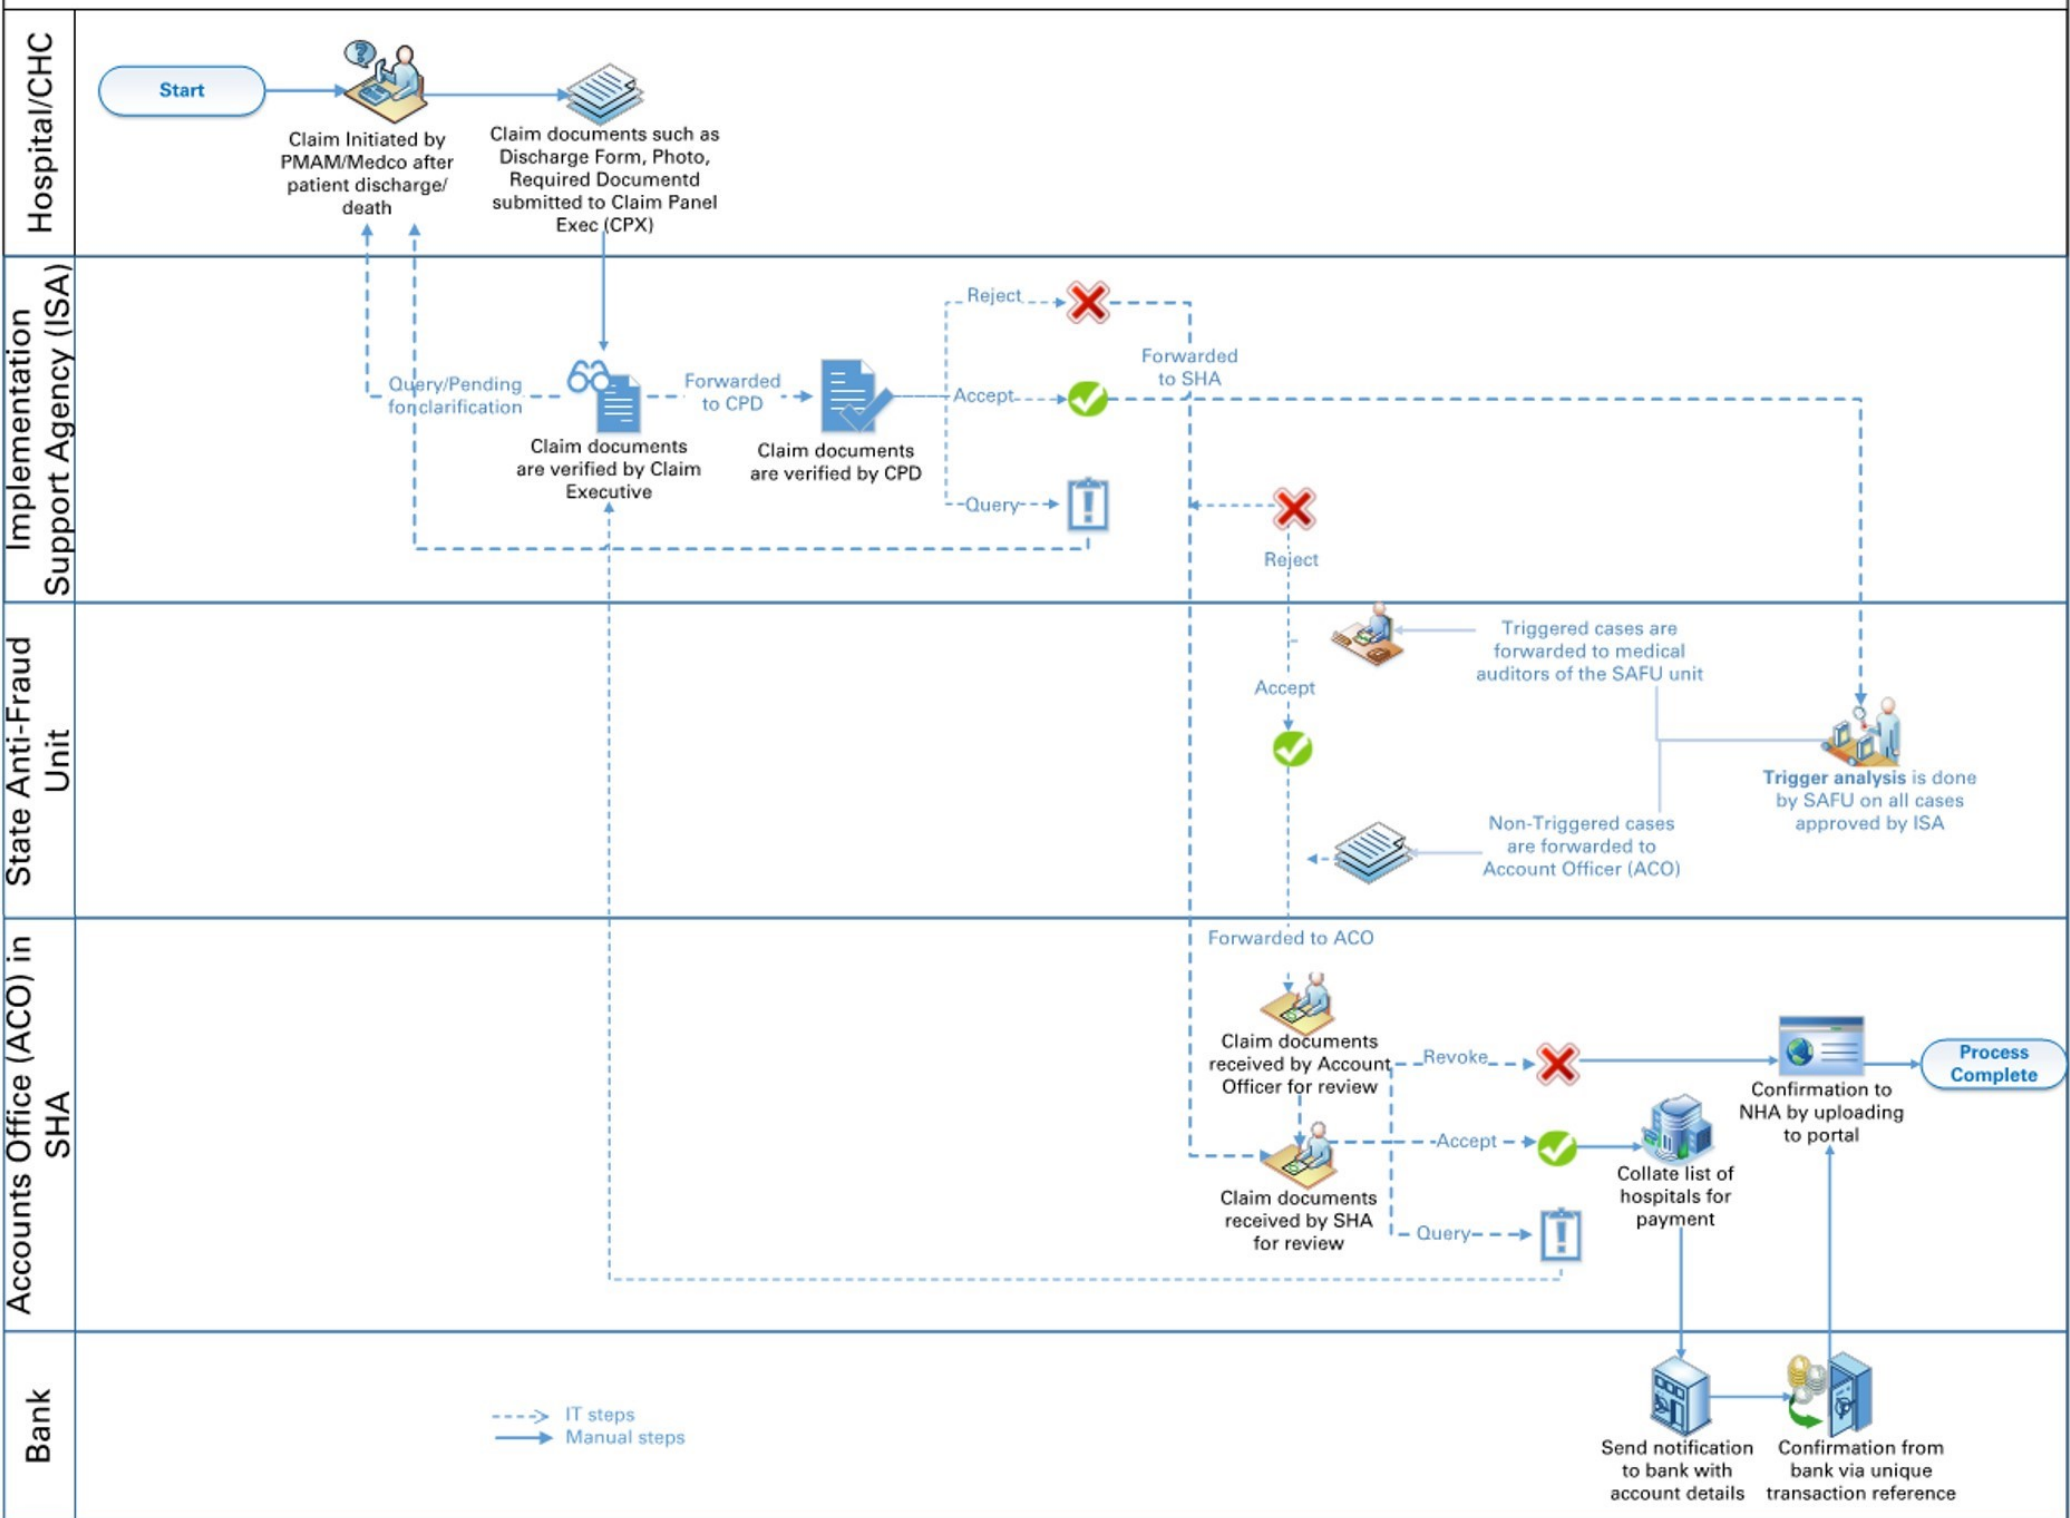 Hospital/CHC
Start
Claim Initiated by
PMAM/Medco after
patient discharge/
death
Claim documents such as
Discharge Form, Photo,
Required Documentd
submitted to Claim Panel
Exec (CPX)
Implementation
Support Agency (ISA)
Query/Pending
for clarification
Claim documents
are verified by Claim
Executive
Forwarded
to CPD
Claim documents
are verified by CPD
Reject
Accept
Query
Forwarded
to SHA
Reject
State Anti-Fraud
Unit
Accept
Triggered cases are
forwarded to medical
auditors of the SAFU unit
Trigger analysis is done
by SAFU on all cases
approved by ISA
Non-Triggered cases
are forwarded to
Account Officer (ACO)
Accounts Office (ACO) in
SHA
Forwarded to ACO
Claim documents
received by Account
Officer for review
Claim documents
received by SHA
for review
Revoke
Accept
Query
Collate list of
hospitals for
payment
Confirmation to
NHA by uploading
to portal
Process
Complete
Bank
IT steps
Manual steps
Send notification
to bank with
account details
Confirmation from
bank via unique
transaction reference